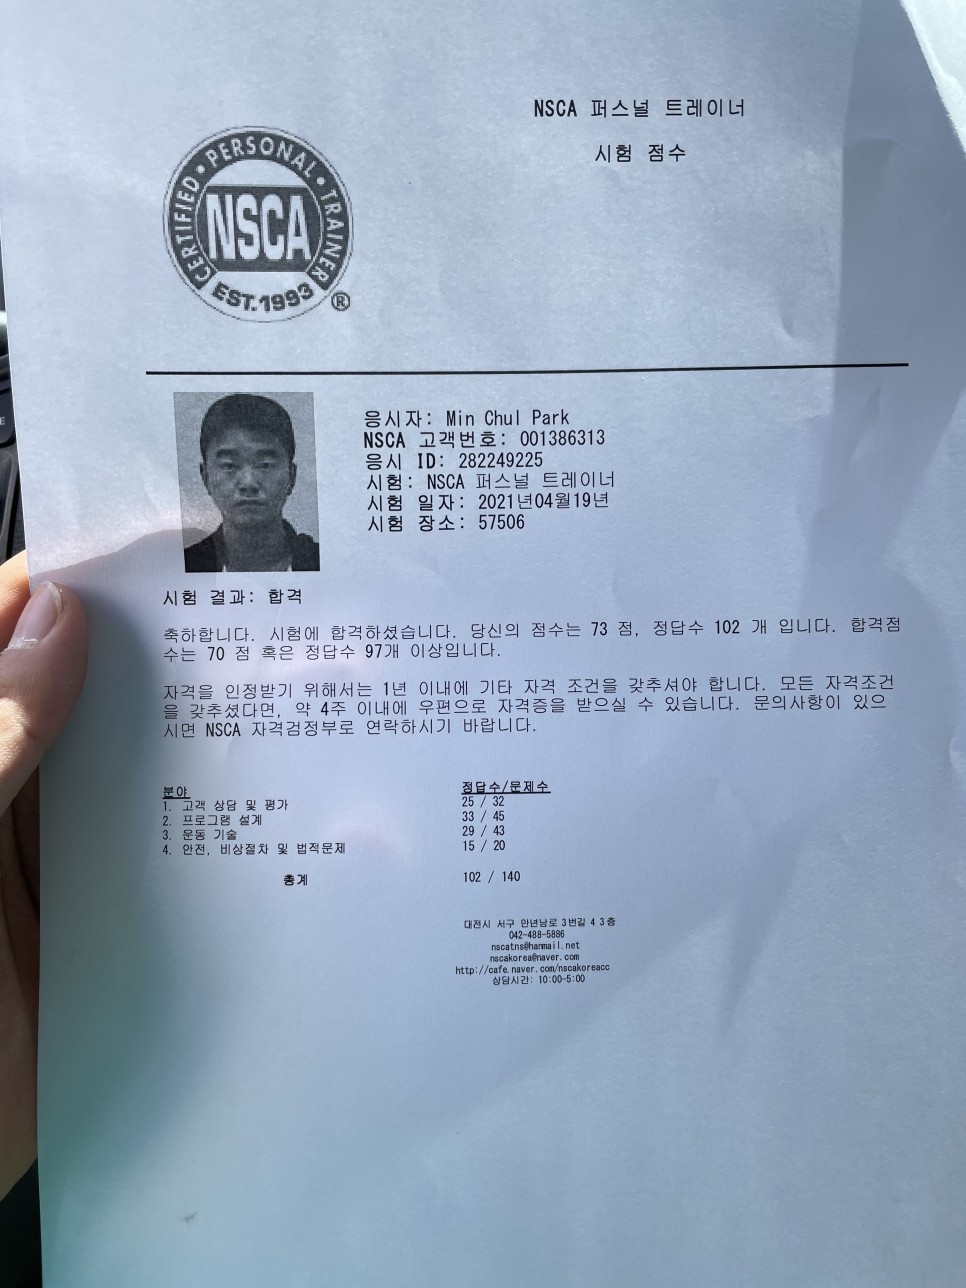 NSCA 퍼스널 트레이너
시험 점수
CERTIFIED • PERSONAL • TRAINER
NSCA
EST. 1993
®
응시자: Min Chul Park
NSCA 고객번호: 001386313
응시 ID: 282249225
시험: NSCA 퍼스널 트레이너
시험 일자: 2021년04월19년
시험 장소: 57506
시험 결과: 합격
축하합니다. 시험에 합격하셨습니다. 당신의 점수는 73 점, 정답수 102 개 입니다. 합격점
수는 70 점 혹은 정답수 97개 이상입니다.
자격을 인정받기 위해서는 1년 이내에 기타 자격 조건을 갖추셔야 합니다. 모든 자격조건
을 갖추셨다면, 약 4주 이내에 우편으로 자격증을 받으실 수 있습니다. 문의사항이 있으
시면 NSCA 자격검정부로 연락하시기 바랍니다.
분야 정답수/문제수
1. 고객 상담 및 평가 25 / 32
2. 프로그램 설계 33 / 45
3. 운동 기술 29 / 43
4. 안전, 비상절차 및 법적문제 15 / 20
총계 102 / 140
대전시 서구 만년남로 3번길 4 3층
042-488-5886
nscatns@hanmail.net
nscakorea@naver.com
http://cafe.naver.com/nscakoreacc
상담시간: 10:00-5:00